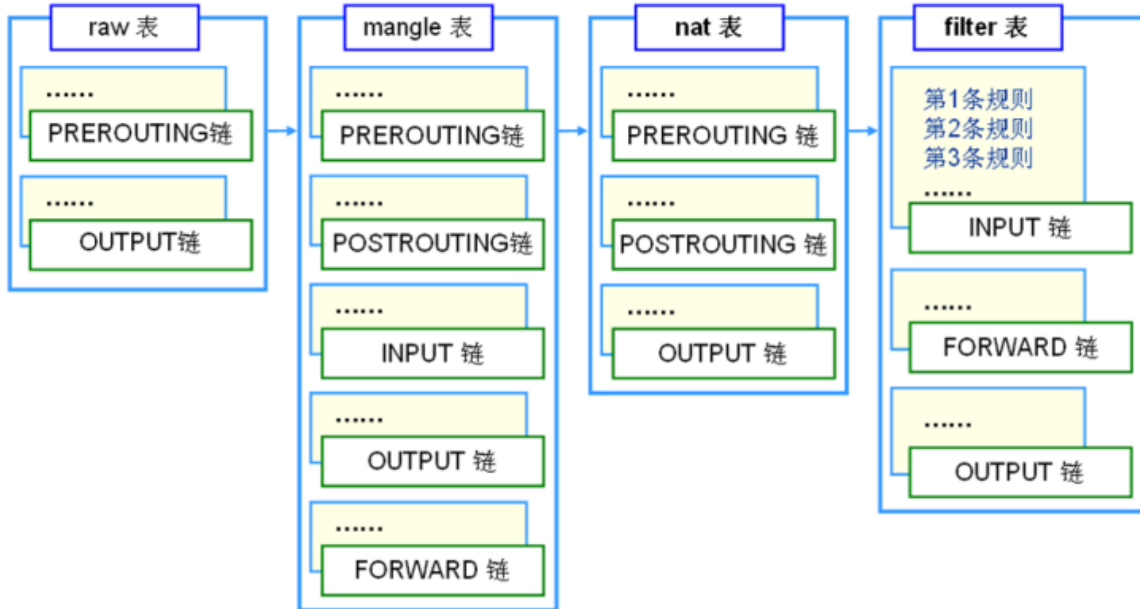 raw 表
……
PREROUTING链
……
OUTPUT链
mangle 表
……
PREROUTING链
……
POSTROUTING链
……
INPUT 链
……
OUTPUT 链
……
FORWARD 链
nat 表
……
PREROUTING 链
……
POSTROUTING 链
……
OUTPUT 链
filter 表
第1条规则
第2条规则
第3条规则
……
INPUT 链
……
FORWARD 链
……
OUTPUT 链